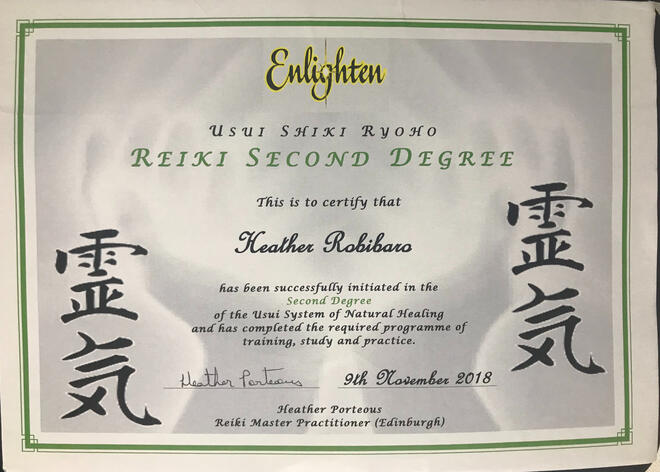 Enlighten
USUI SHIKI RYOHO
REIKI SECOND DEGREE
This is to certify that
Heather Robibaro
has been successfully initiated in the
Second Degree
of the Usui System of Natural Healing
and has completed the required programme of
training, study and practice.
Heather Porteous
9th November 2018
Heather Porteous
Reiki Master Practitioner (Edinburgh)
霊気
霊気